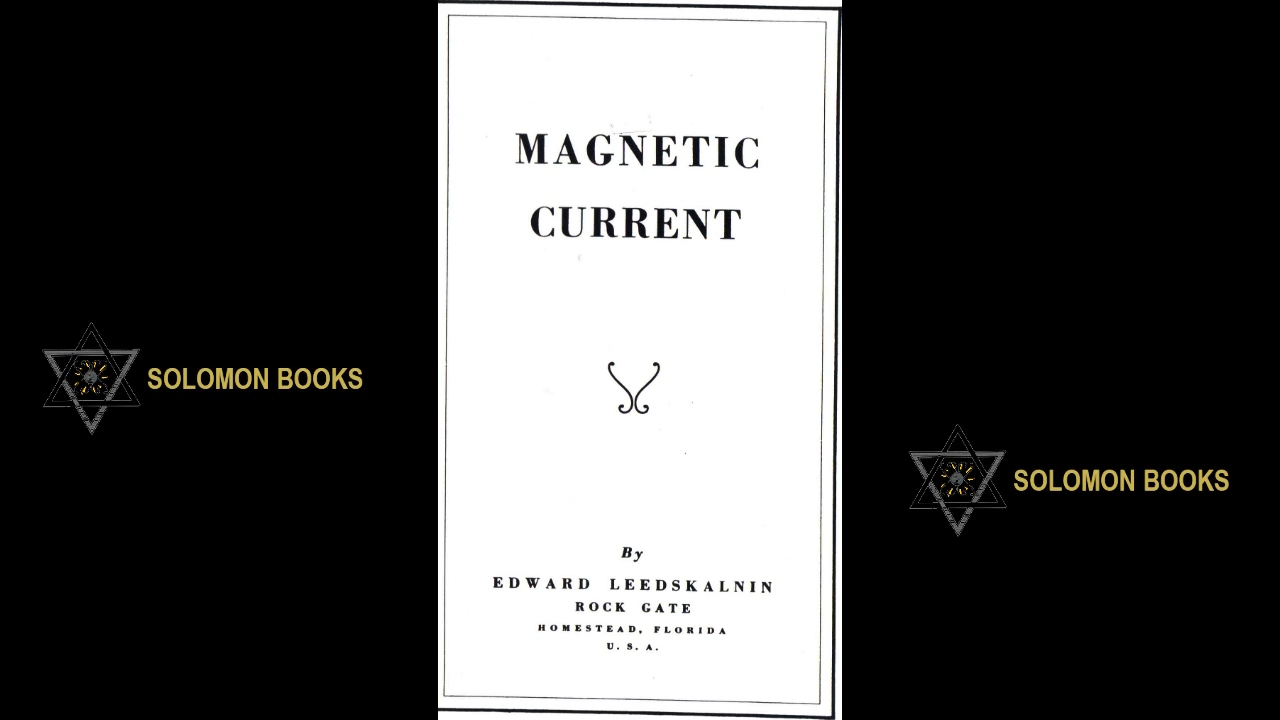 MAGNETIC
CURRENT
By
EDWARD LEEDSKALNIN
ROCK GATE
HOMESTEAD, FLORIDA
U. S. A.
SOLOMON BOOKS
SOLOMON BOOKS